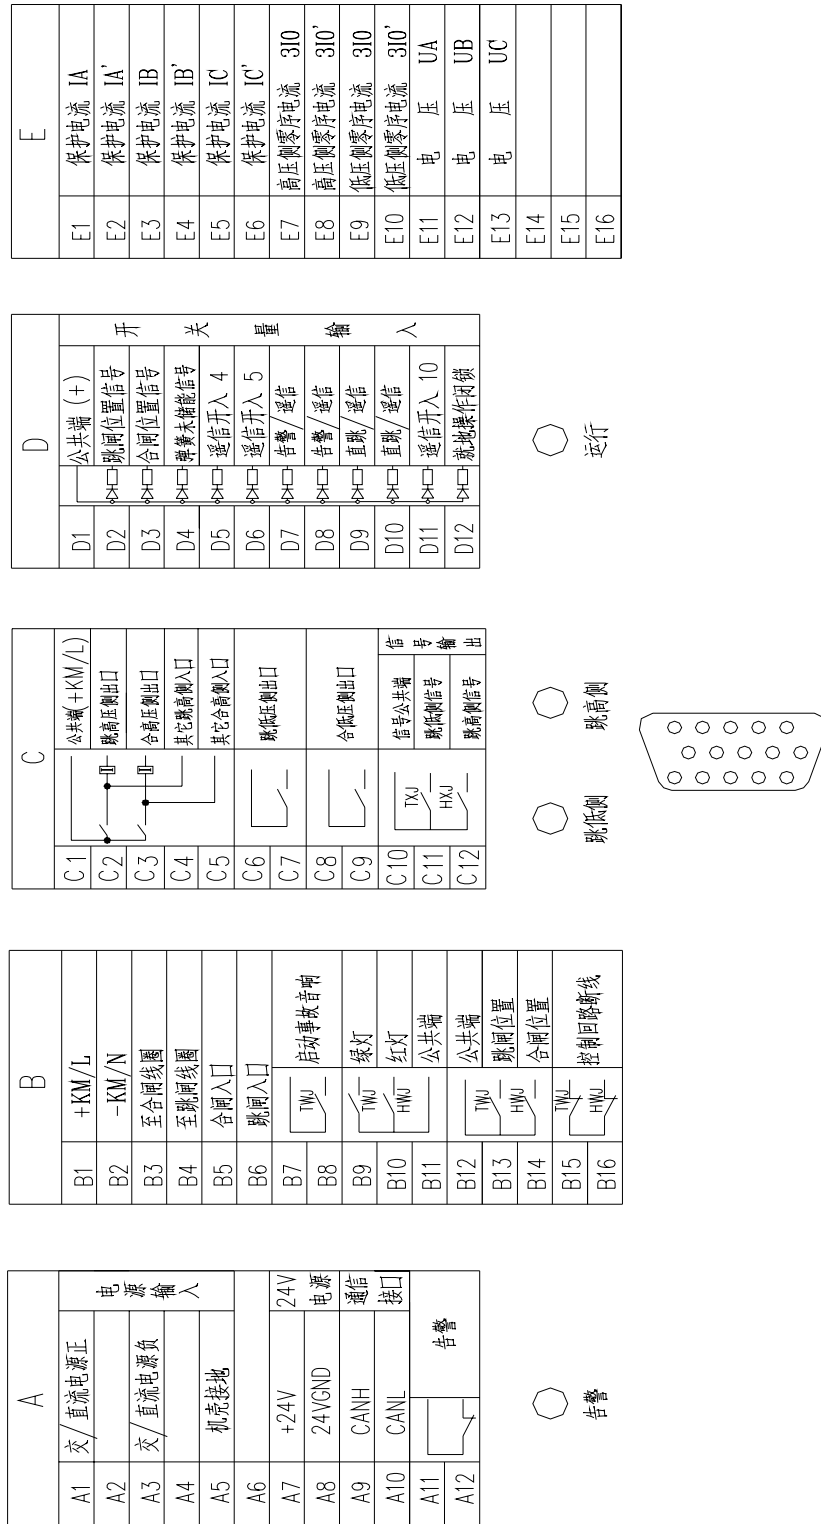 A
A1 交/直流电源正
A2
A3 交/直流电源负
A4
A5 机壳接地
电源输入
A6
A7 +24V
A8 24VGND
24V
电源
A9 CANH
A10 CANL
通信
接口
A11
A12
告警
B
B1 +KM/L
B2 -KM/N
B3 至合闸线圈
B4 至跳闸线圈
B5 合闸入口
B6 跳闸入口
B7
B8
TWJ
启动事故音响
B9 绿灯
B10 红灯
B11 公共端
TWJ
HWJ
B12 公共端
B13 跳闸位置
B14 合闸位置
TWJ
HWJ
B15
B16
TWJ
HWJ
控制回路断线
C
C1 公共端(+KM/L)
C2 跳高压侧出口
C3 合高压侧出口
C4 其它跳高侧入口
C5 其它合高侧入口
C6
C7
跳低压侧出口
C8
C9
合低压侧出口
C10 信号公共端
C11 跳低侧信号
C12 跳高侧信号
TXJ
HXJ
信号输出
D
D1 公共端 (+)
D2 跳闸位置信号
D3 合闸位置信号
D4 弹簧未储能信号
D5 遥信开入 4
D6 遥信开入 5
D7 告警/遥信
D8 告警/遥信
D9 直跳/遥信
D10 直跳/遥信
D11 遥信开入 10
D12 就地操作闭锁
开关量输入
E
E1 保护电流 IA
E2 保护电流 IA'
E3 保护电流 IB
E4 保护电流 IB'
E5 保护电流 IC
E6 保护电流 IC'
E7 高压侧零序电流 3I0
E8 高压侧零序电流 3I0'
E9 低压侧零序电流 3I0
E10 低压侧零序电流 3I0'
E11 电 压 UA
E12 电 压 UB
E13 电 压 UC
E14
E15
E16
告警
跳低侧
跳高侧
运行